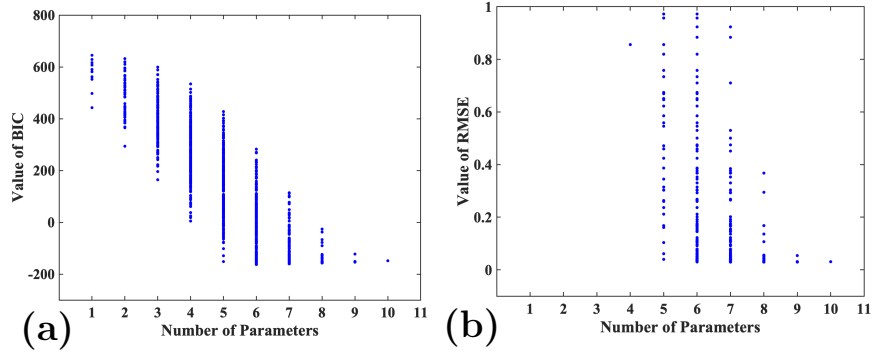 800
600
400
200
0
-200
Value of BIC
1 2 3 4 5 6 7 8 9 10 11
Number of Parameters
(a)
1
0.8
0.6
0.4
0.2
0
Value of RMSE
1 2 3 4 5 6 7 8 9 10 11
Number of Parameters
(b)